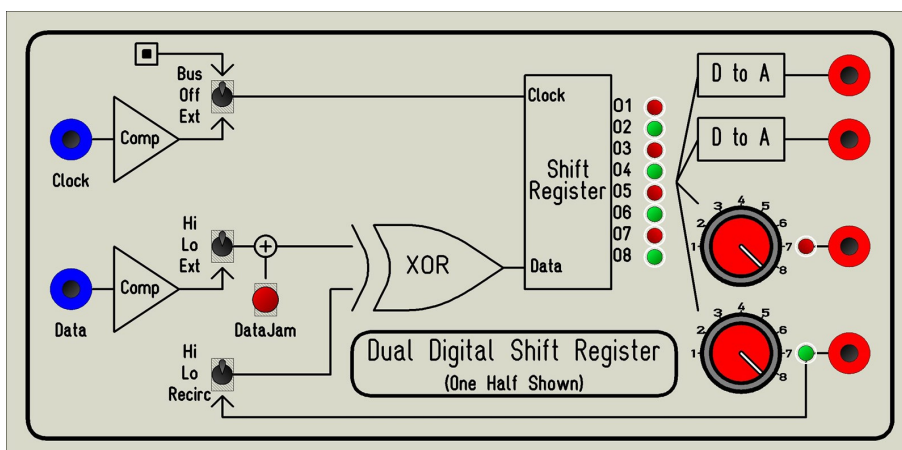 Bus
Off
Ext
Comp
Clock
Clock
Shift
Register
Data
O1
O2
O3
O4
O5
O6
O7
O8
D to A
D to A
1
2
3
4
5
6
7
8
Hi
Lo
Ext
Comp
Data
DataJam
XOR
Hi
Lo
Recirc
Dual Digital Shift Register
(One Half Shown)
1
2
3
4
5
6
7
8